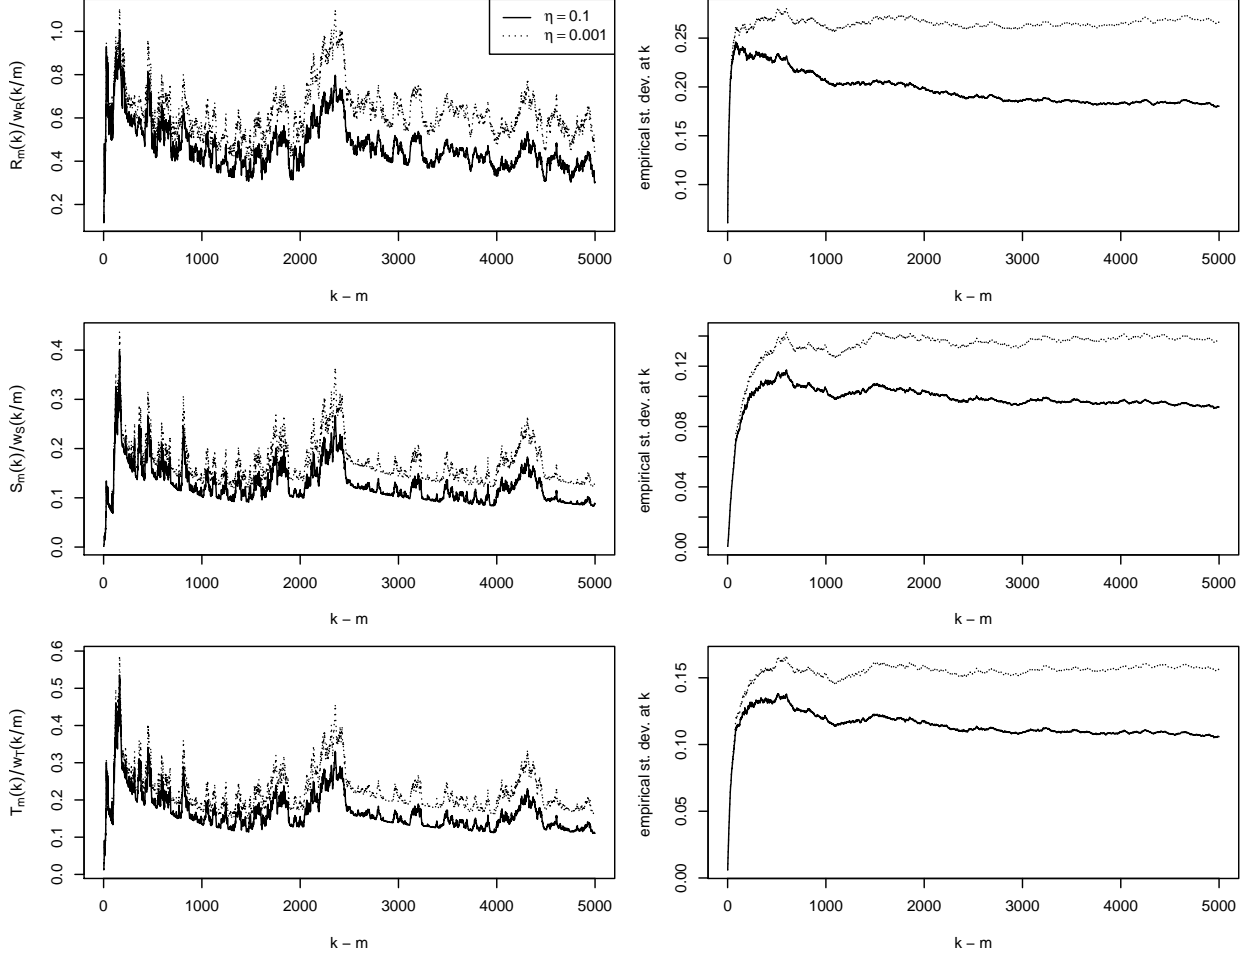 R_m(k)/w_R(k/m)
0.2 0.4 0.6 0.8 1.0
η = 0.1
η = 0.001
0 1000 2000 3000 4000 5000
k − m
empirical st. dev. at k
0.10 0.15 0.20 0.25
0 1000 2000 3000 4000 5000
k − m
S_m(k)/w_S(k/m)
0.0 0.1 0.2 0.3 0.4
0 1000 2000 3000 4000 5000
k − m
empirical st. dev. at k
0.00 0.04 0.08 0.12
0 1000 2000 3000 4000 5000
k − m
T_m(k)/w_T(k/m)
0.0 0.1 0.2 0.3 0.4 0.5 0.6
0 1000 2000 3000 4000 5000
k − m
empirical st. dev. at k
0.00 0.05 0.10 0.15
0 1000 2000 3000 4000 5000
k − m